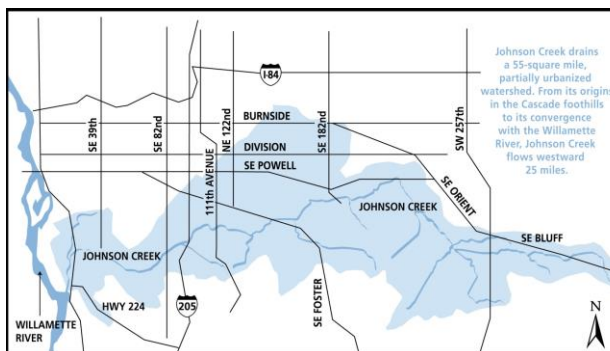 Johnson Creek drains
a 55-square mile,
partially urbanized
watershed. From its origins
in the Cascade foothills
to its convergence
with the Willamette
River, Johnson Creek
flows westward
25 miles.
I-84
BURNSIDE
DIVISION
SE POWELL
SE 39th
SE 82nd
111th AVENUE
NE 122nd
SE 182nd
SW 257th
SE ORIENT
JOHNSON CREEK
SE BLUFF
JOHNSON CREEK
HWY 224
205
SE FOSTER
WILLAMETTE
RIVER
N